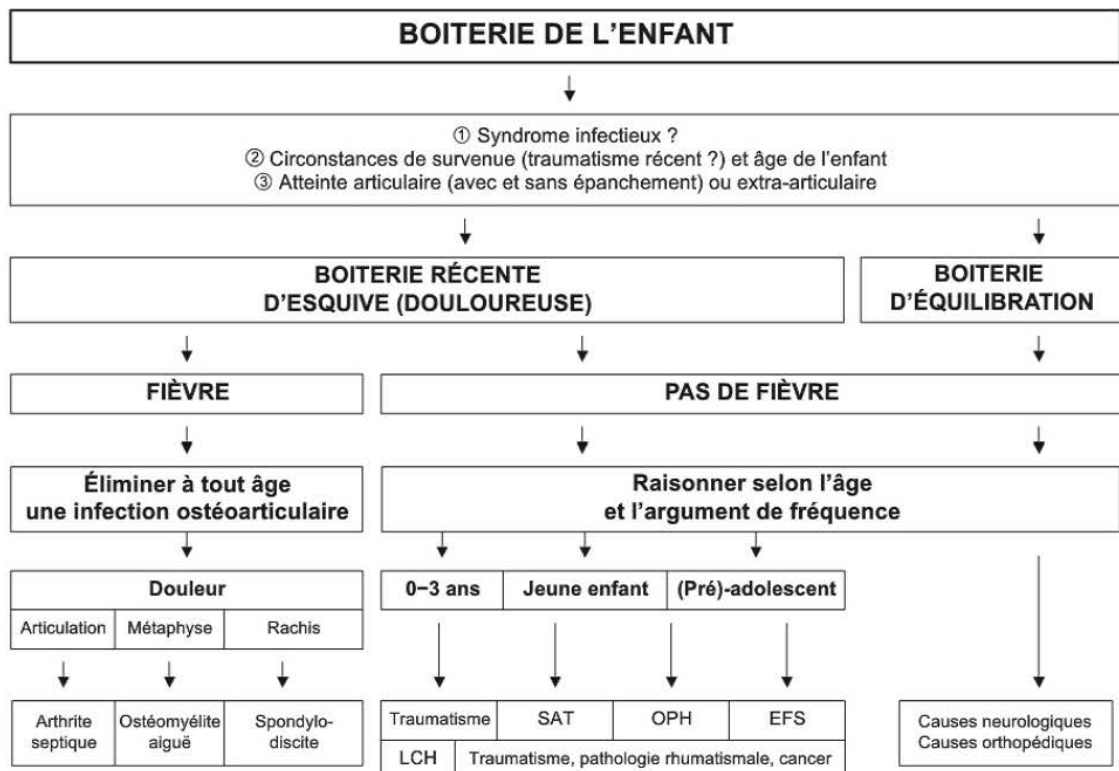 BOITERIE DE L'ENFANT
① Syndrome infectieux ?
② Circonstances de survenue (traumatisme récent ?) et âge de l'enfant
③ Atteinte articulaire (avec et sans épanchement) ou extra-articulaire
BOITERIE RÉCENTE
D'ESQUIVE (DOULOUREUSE)
BOITERIE
D'ÉQUILIBRATION
FIÈVRE
PAS DE FIÈVRE
Éliminer à tout âge
une infection ostéoarticulaire
Raisonner selon l'âge
et l'argument de fréquence
Douleur
Articulation
Métaphyse
Rachis
0–3 ans
Jeune enfant
(Pré)-adolescent
Arthrite
septique
Ostéomyélite
aiguë
Spondylo-
discite
Traumatisme
SAT
OPH
EFS
LCH
Traumatisme, pathologie rhumatismale, cancer
Causes neurologiques
Causes orthopédiques